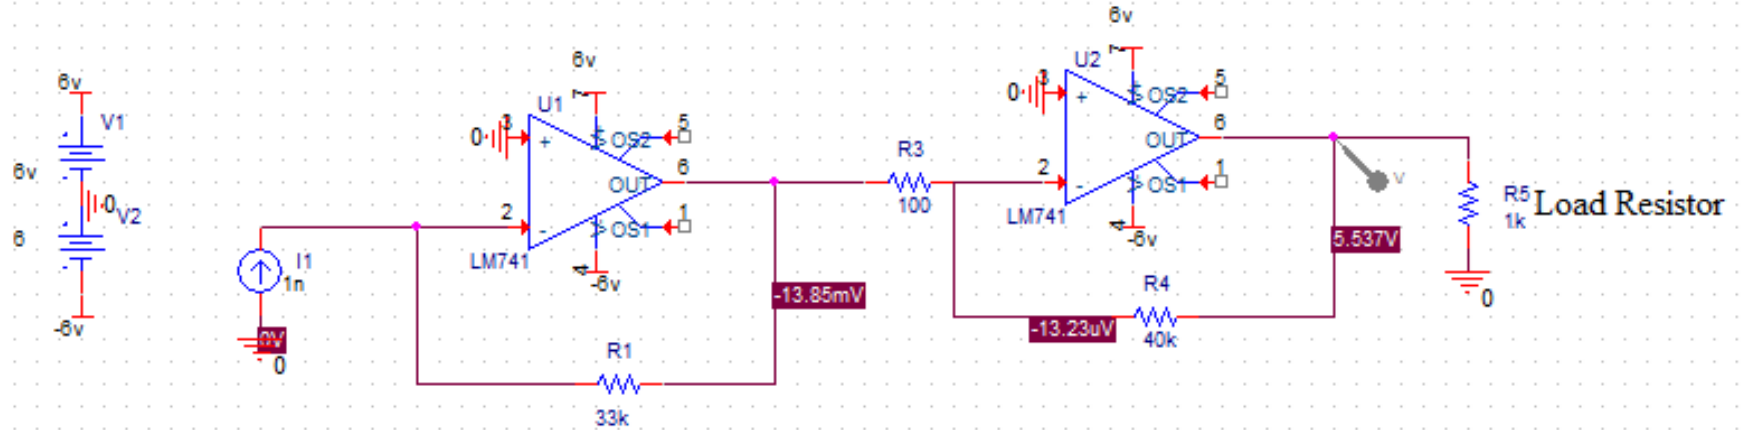 6v
V1
6v
0
V2
6
-6v
I1
1n
0V
0
6v
U1
7
0
3
+
OS2
5
OUT
6
2
-
OS1
1
LM741
4
-6v
-13.85mV
R1
33k
R3
100
6v
U2
7
0
3
+
OS2
5
OUT
6
2
-
OS1
1
LM741
4
-6v
V
5.537V
R4
-13.23uV
40k
R5 Load Resistor
1k
0